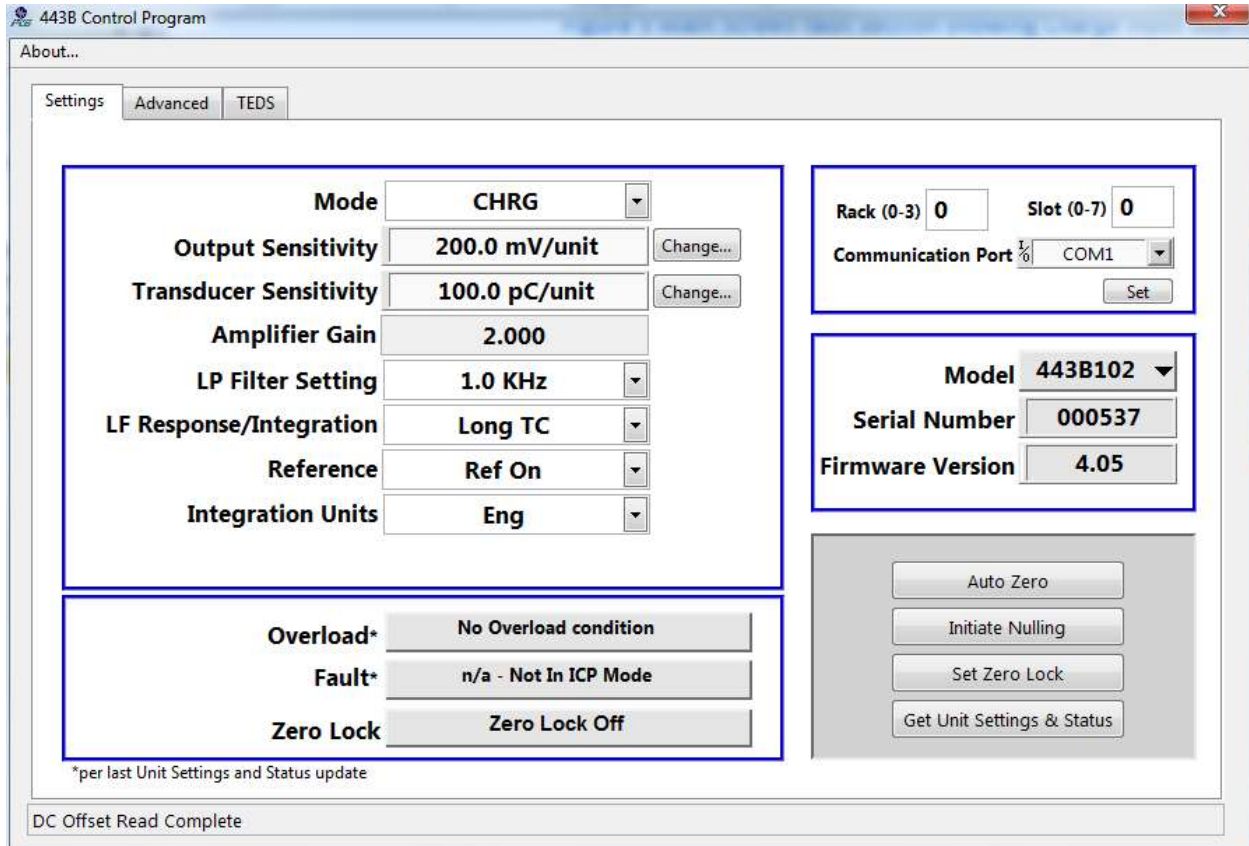 443B Control Program
About...
Settings Advanced TEDS
Mode CHRG
Output Sensitivity 200.0 mV/unit Change...
Transducer Sensitivity 100.0 pC/unit Change...
Amplifier Gain 2.000
LP Filter Setting 1.0 KHz
LF Response/Integration Long TC
Reference Ref On
Integration Units Eng
Overload* No Overload condition
Fault* n/a - Not In ICP Mode
Zero Lock Zero Lock Off
*per last Unit Settings and Status update
Rack (0-3) 0 Slot (0-7) 0
Communication Port I/O COM1
Set
Model 443B102
Serial Number 000537
Firmware Version 4.05
Auto Zero
Initiate Nulling
Set Zero Lock
Get Unit Settings & Status
DC Offset Read Complete